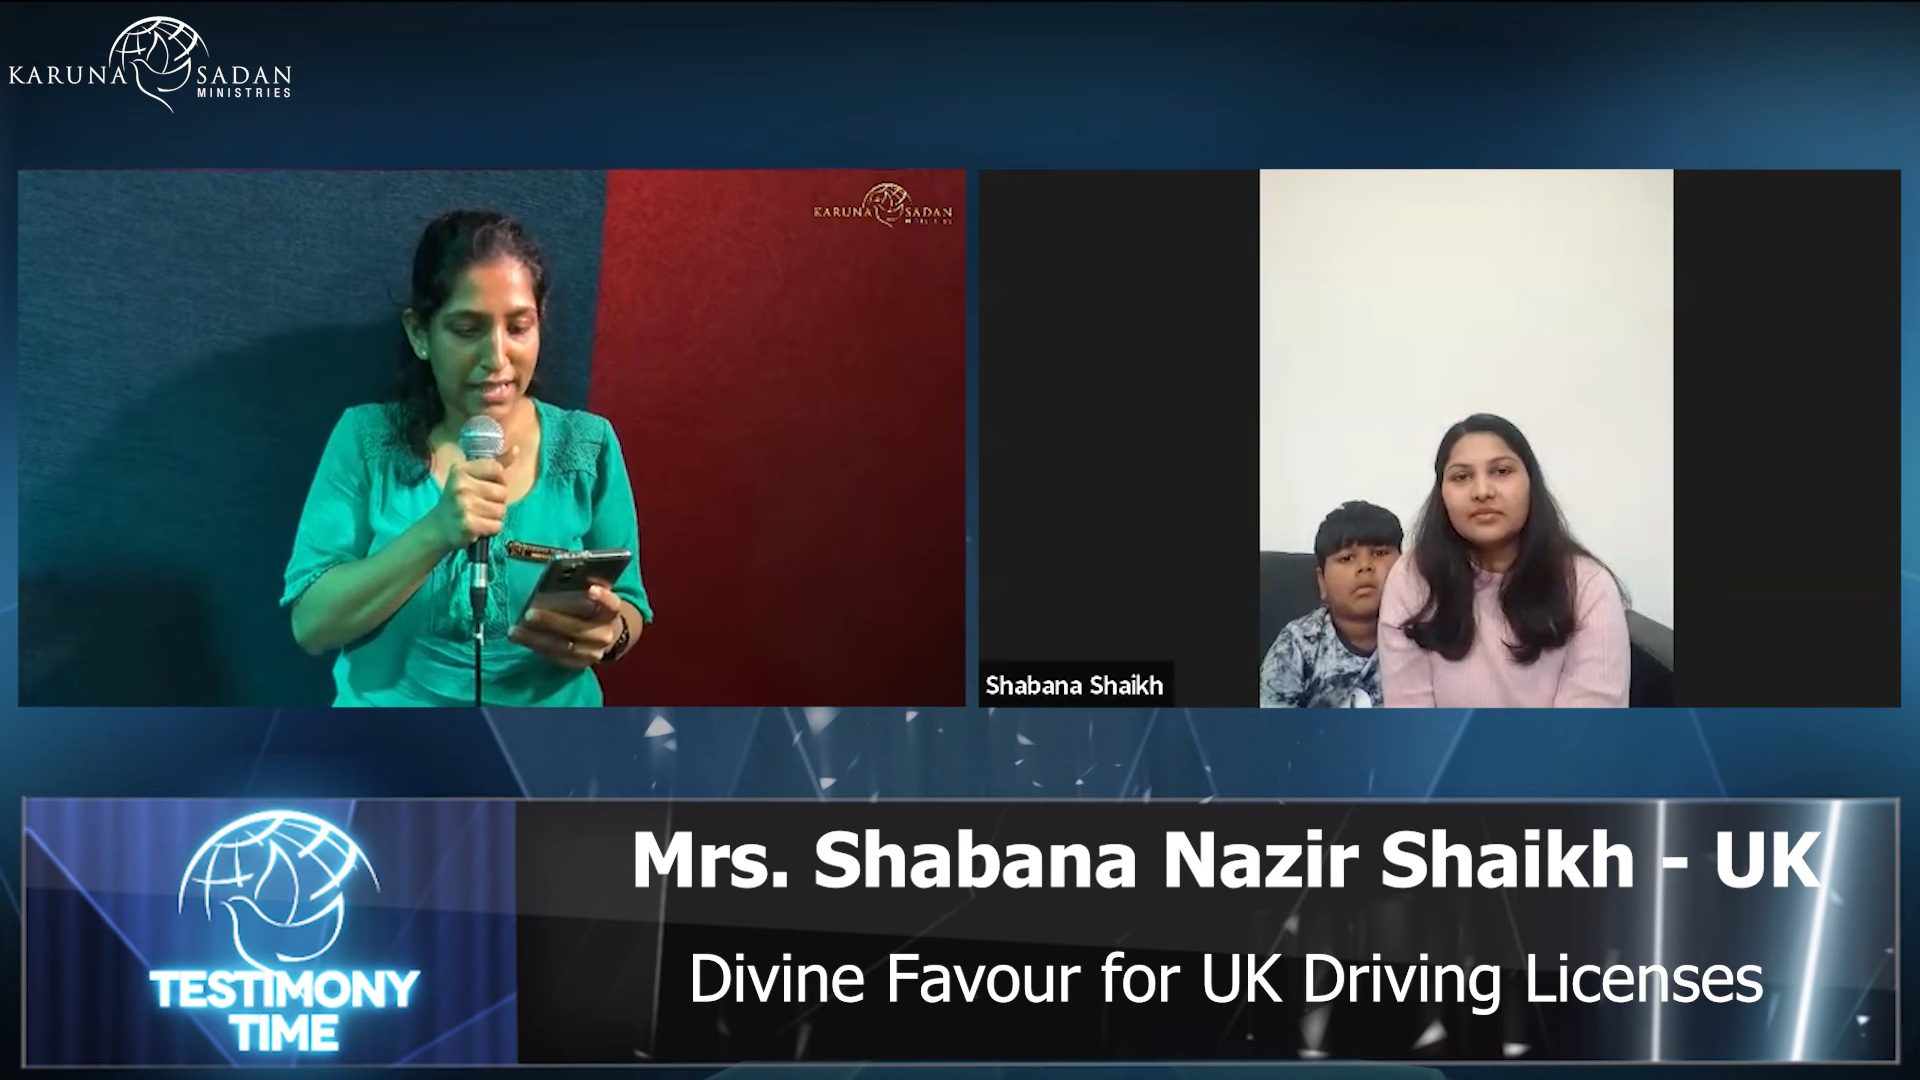 KARUNA SADAN
MINISTRIES
KARUNA SADAN
Shabana Shaikh
Mrs. Shabana Nazir Shaikh - UK
Divine Favour for UK Driving Licenses
TESTIMONY
TIME